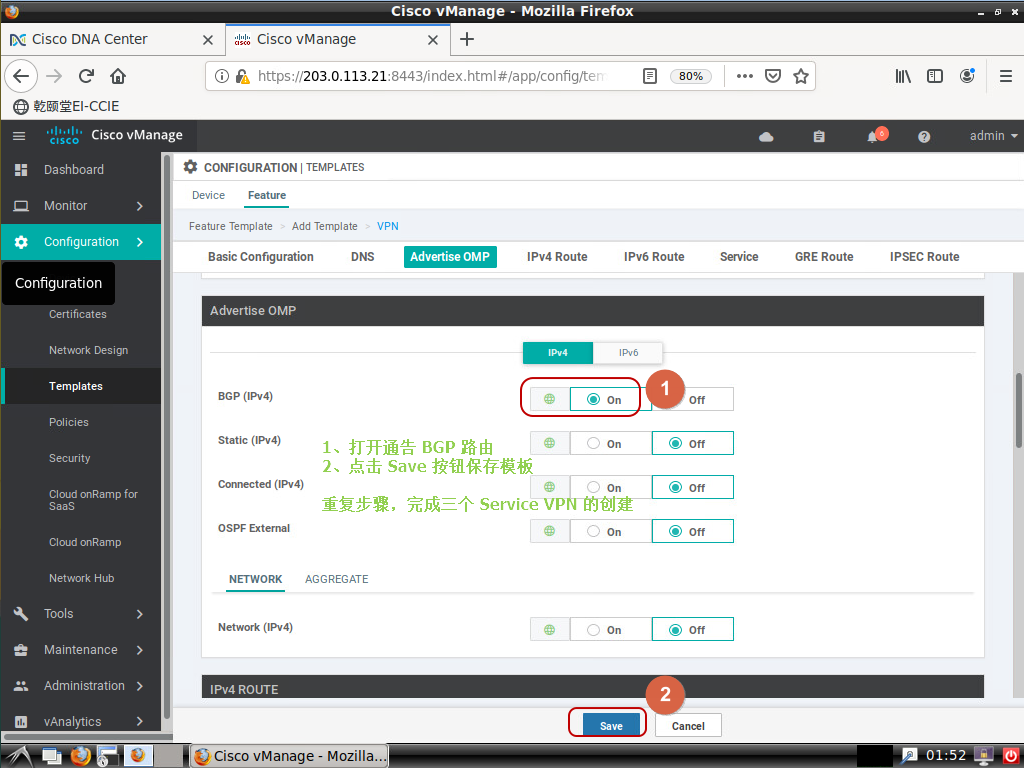 Cisco vManage - Mozilla Firefox
Cisco DNA Center
Cisco vManage
https://203.0.113.21:8443/index.html#/app/config/tem
80%
乾颐堂EI-CCIE
CISCO
Cisco vManage
6
admin
Dashboard
Monitor
Configuration
Configuration
Certificates
Network Design
Templates
Policies
Security
Cloud onRamp for
SaaS
Cloud onRamp
Network Hub
Tools
Maintenance
Administration
vAnalytics
CONFIGURATION | TEMPLATES
Device
Feature
Feature Template > Add Template > VPN
Basic Configuration
DNS
Advertise OMP
IPv4 Route
IPv6 Route
Service
GRE Route
IPSEC Route
Advertise OMP
IPv4
IPv6
BGP (IPv4)
On
Off
1
Static (IPv4)
On
Off
1、打开通告 BGP 路由
2、点击 Save 按钮保存模板
Connected (IPv4)
On
Off
重复步骤，完成三个 Service VPN 的创建
OSPF External
On
Off
NETWORK
AGGREGATE
Network (IPv4)
On
Off
IPv4 ROUTE
2
Save
Cancel
Cisco vManage - Mozilla...
01:52